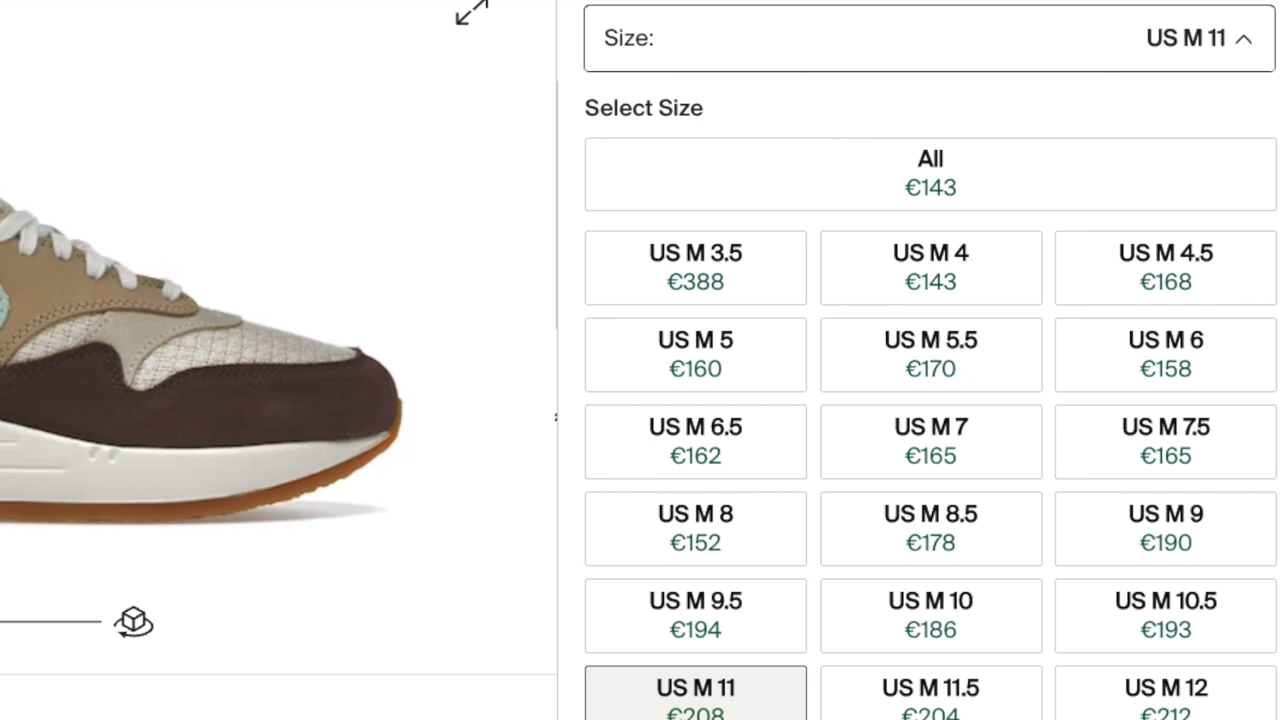 Size: US M 11
Select Size
All
€143
US M 3.5 US M 4 US M 4.5
€388 €143 €168
US M 5 US M 5.5 US M 6
€160 €170 €158
US M 6.5 US M 7 US M 7.5
€162 €165 €165
US M 8 US M 8.5 US M 9
€152 €178 €190
US M 9.5 US M 10 US M 10.5
€194 €186 €193
US M 11 US M 11.5 US M 12
€208 €204 €212